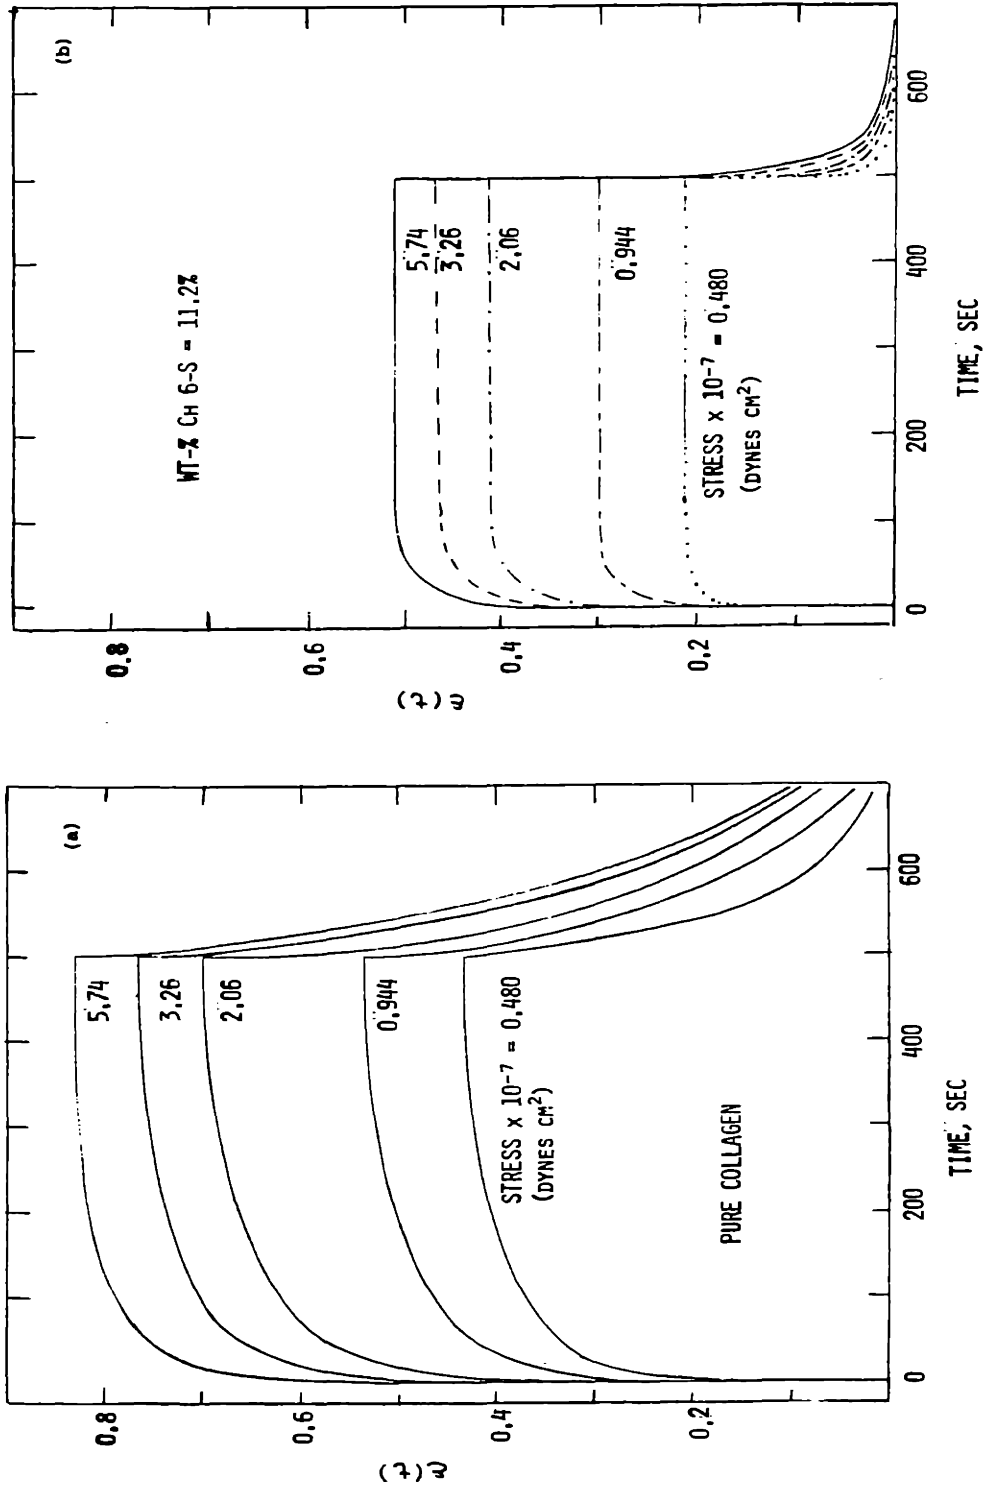 (a)
e(t)
0.8
0.6
0.4
0.2
5.74
3.26
2.06
0.944
STRESS x 10⁻⁷ = 0.480
(DYNES CM²)
PURE COLLAGEN
0
200
400
600
TIME, SEC
(b)
e(t)
0.8
0.6
0.4
0.2
WT-% CH 6-S = 11.2%
5.74
3.26
2.06
0.944
STRESS x 10⁻⁷ = 0.480
(DYNES CM²)
0
200
400
600
TIME, SEC